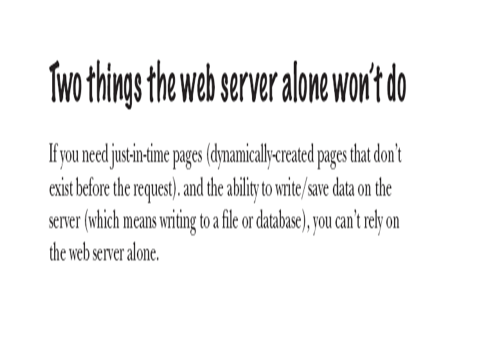 Two things the web server alone won't do
If you need just-in-time pages (dynamically-created pages that don't
exist before the request). and the ability to write/save data on the
server (which means writing to a file or database), you can't rely on
the web server alone.